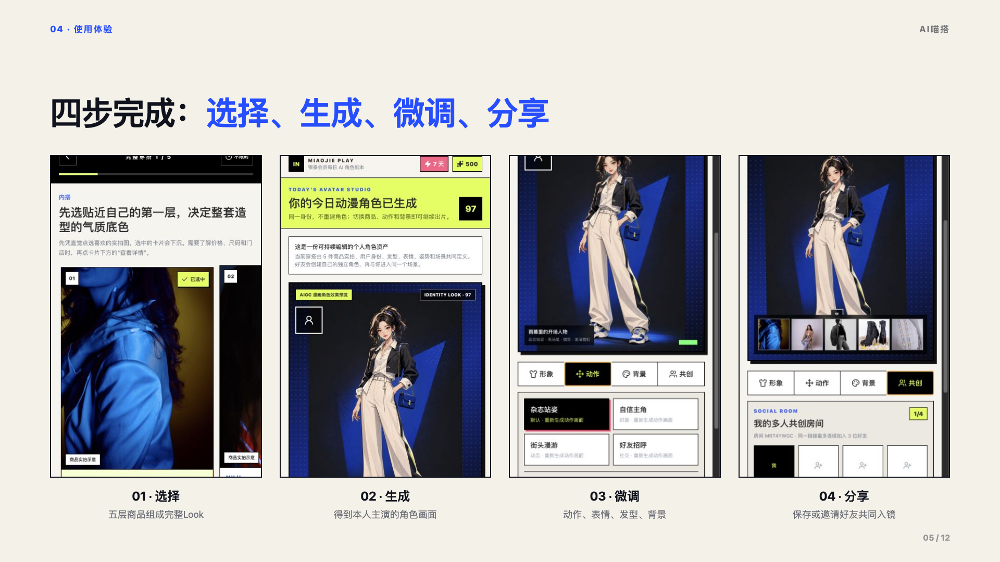 04 · 使用体验
AI喵搭
四步完成：选择、生成、微调、分享
完整穿搭 1 / 5
不限时
内搭
先选贴近自己的第一层，决定整套造
型的气质底色
先凭直觉点选喜欢的实拍图，选中的卡片会下沉。需要了解价格、尺码和门
店时，再点卡片下方的“查看详情”。
01
已选中
02
商品实拍示意
商品实拍示意
01 · 选择
五层商品组成完整Look
IN
MIAOJIE PLAY
银泰会员每日 AI 角色副本
7 天
500
TODAY'S AVATAR STUDIO
你的今日动漫角色已生成
同一身份，不重建角色；切换商品、动作和背景即可继续出片。
97
这是一份可持续编辑的个人角色资产
当前穿搭由 5 件商品实拍、用户身份、发型、表情、姿势和场景共同定义。
好友会创建自己的独立角色，再与你进入同一个场景。
AIGC 漫画角色效果预览
IDENTITY LOOK · 97
02 · 生成
得到本人主演的角色画面
雨幕里的开场人物
杂志站姿 · 高马尾 · 微笑 · 潮流霓虹
形象
动作
背景
共创
杂志站姿
默认 · 重新生成动作画面
自信主角
封面 · 重新生成动作画面
街头漫游
动态 · 重新生成动作画面
好友招呼
社交 · 重新生成动作画面
03 · 微调
动作、表情、发型、背景
形象
动作
背景
共创
SOCIAL ROOM
1/4
我的多人共创房间
房间 MRT4YWGC · 同一链接最多连续加入 3 位好友
我
04 · 分享
保存或邀请好友共同入镜
05 / 12